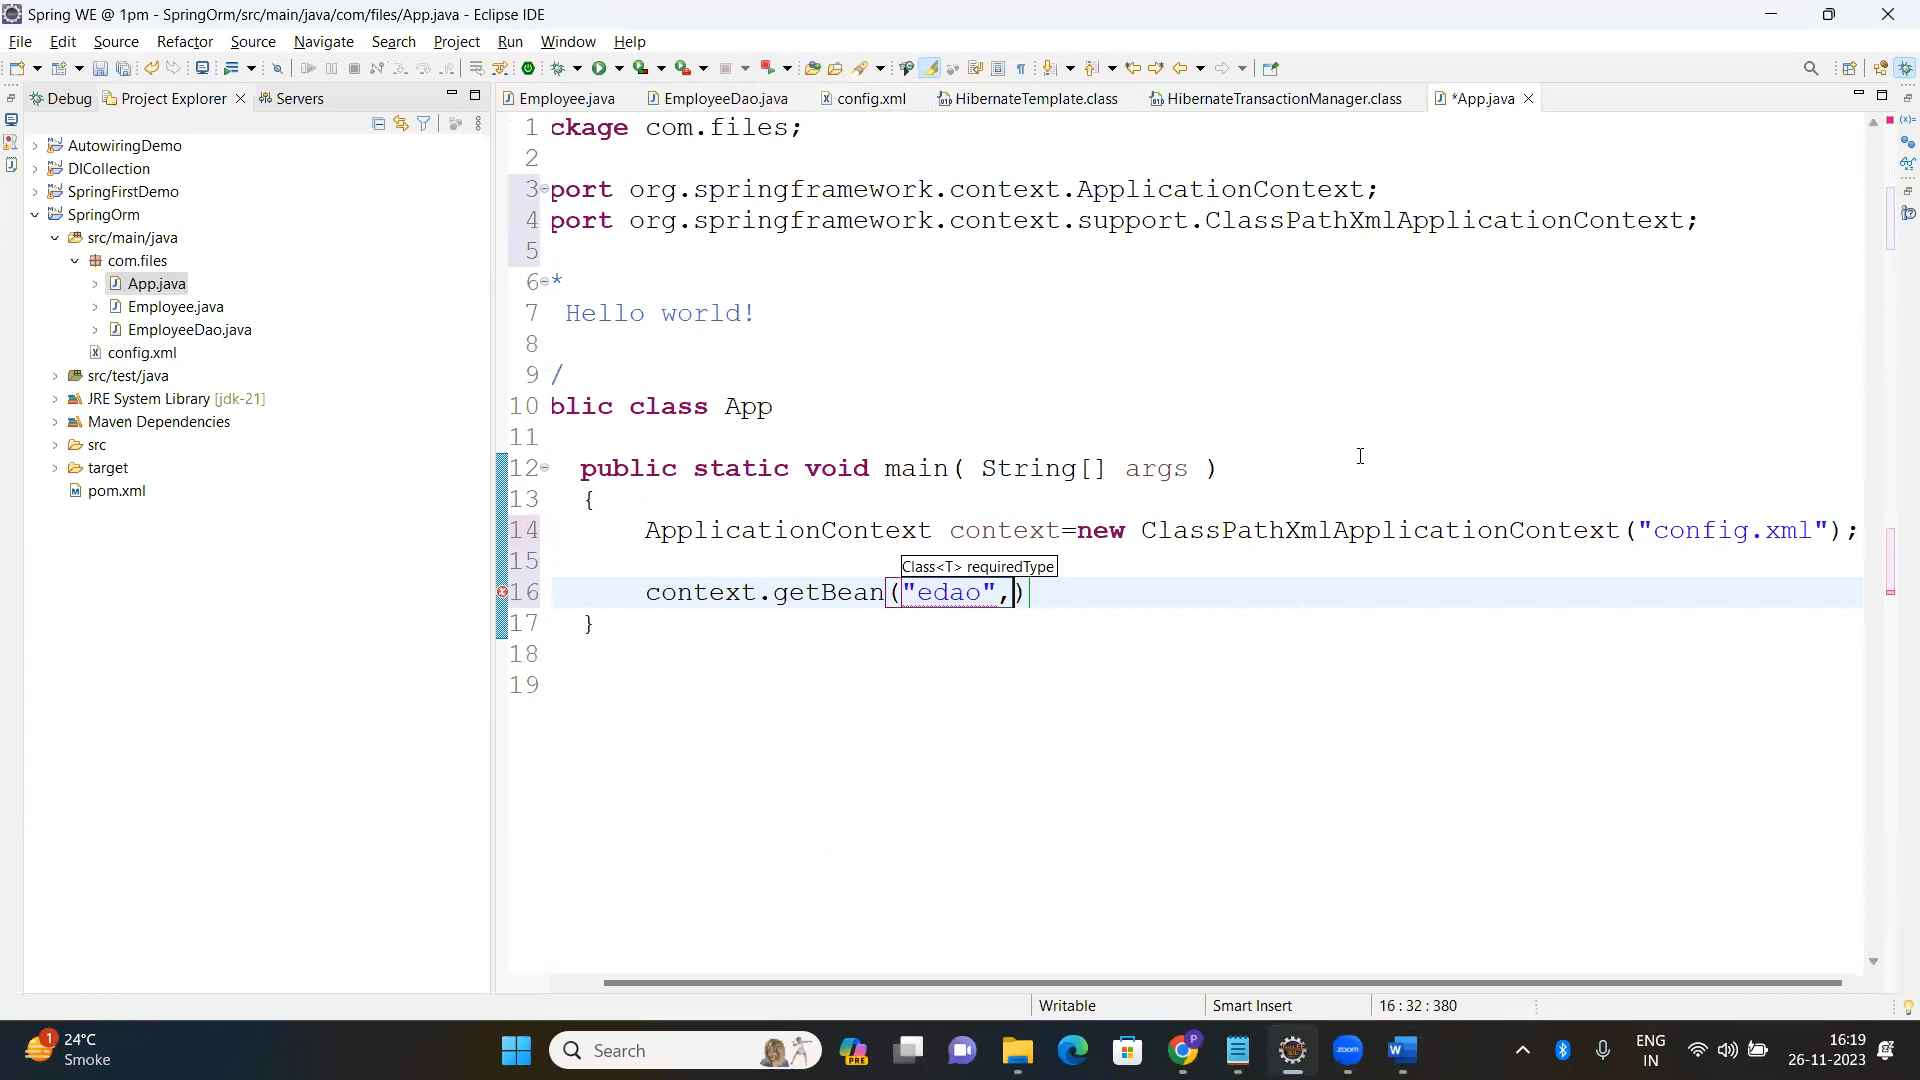 Spring WE @ 1pm - SpringOrm/src/main/java/com/files/App.java - Eclipse IDE
File Edit Source Refactor Source Navigate Search Project Run Window Help
Debug Project Explorer Servers
Employee.java EmployeeDao.java config.xml HibernateTemplate.class HibernateTransactionManager.class *App.java
AutowiringDemo
DICollection
SpringFirstDemo
SpringOrm
src/main/java
com.files
App.java
Employee.java
EmployeeDao.java
config.xml
src/test/java
JRE System Library [jdk-21]
Maven Dependencies
src
target
pom.xml
1 ckage com.files;
2
3 port org.springframework.context.ApplicationContext;
4 port org.springframework.context.support.ClassPathXmlApplicationContext;
5
6 *
7 Hello world!
8
9 /
10 blic class App
11
12 public static void main( String[] args )
13 {
14 ApplicationContext context=new ClassPathXmlApplicationContext("config.xml");
15
Class<T> requiredType
16 context.getBean("edao",)
17 }
18
19
Writable Smart Insert 16 : 32 : 380
1 24°C
Smoke
Search
PRE
P
zoom
ENG
IN
16:19
26-11-2023